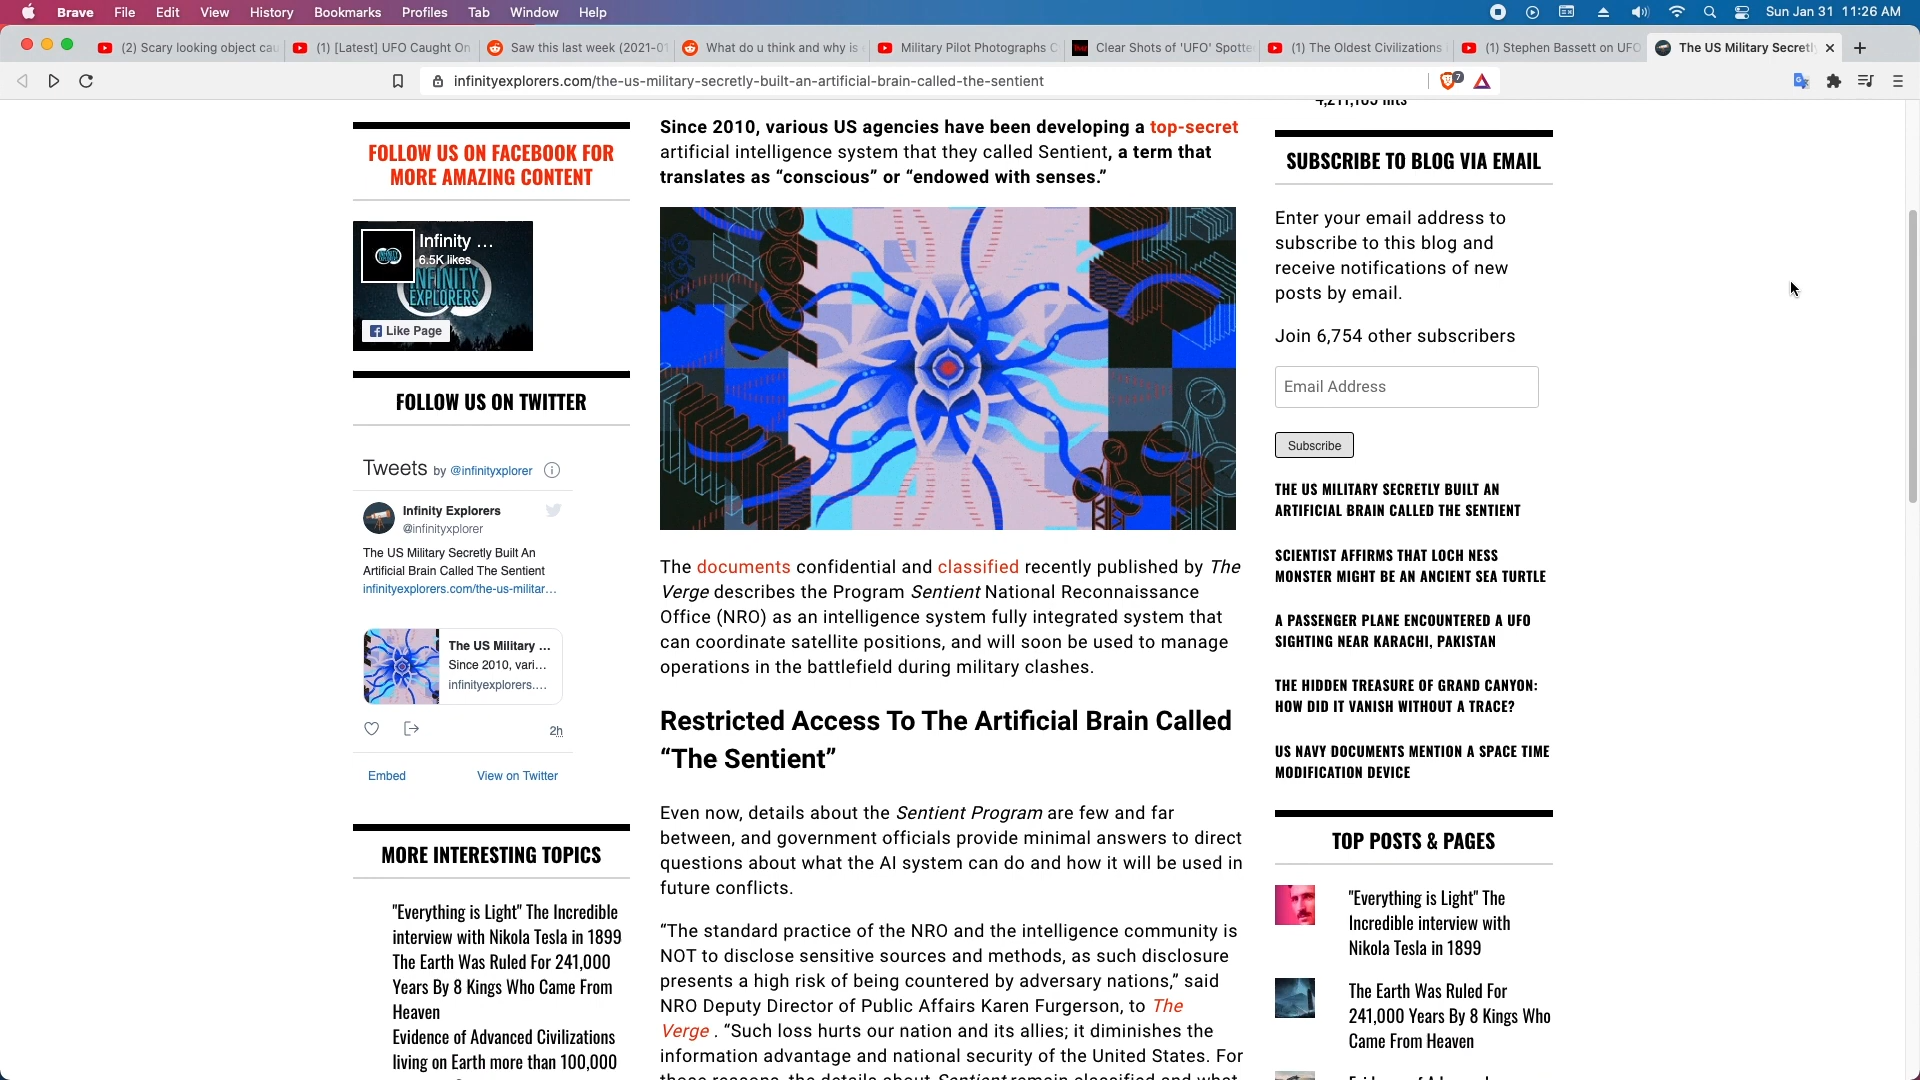 Brave File Edit View History Bookmarks Profiles Tab Window Help Sun Jan 31 11:26 AM
(2) Scary looking object cau
(1) [Latest] UFO Caught On
Saw this last week (2021-01
What do u think and why is
Military Pilot Photographs C
Clear Shots of 'UFO' Spotte
(1) The Oldest Civilizations
(1) Stephen Bassett on UFO
The US Military Secretl
infinityexplorers.com/the-us-military-secretly-built-an-artificial-brain-called-the-sentient
7
FOLLOW US ON FACEBOOK FOR
MORE AMAZING CONTENT
Infinity ...
6.5K likes
INFINITY
EXPLORERS
Like Page
FOLLOW US ON TWITTER
Tweets by @infinityxplorer
Infinity Explorers
@infinityxplorer
The US Military Secretly Built An
Artificial Brain Called The Sentient
infinityexplorers.com/the-us-militar…
The US Military ...
Since 2010, vari...
infinityexplorers....
2h
Embed View on Twitter
MORE INTERESTING TOPICS
"Everything is Light" The Incredible
interview with Nikola Tesla in 1899
The Earth Was Ruled For 241,000
Years By 8 Kings Who Came From
Heaven
Evidence of Advanced Civilizations
living on Earth more than 100,000
Since 2010, various US agencies have been developing a top-secret
artificial intelligence system that they called Sentient, a term that
translates as “conscious” or “endowed with senses.”
The documents confidential and classified recently published by The
Verge describes the Program Sentient National Reconnaissance
Office (NRO) as an intelligence system fully integrated system that
can coordinate satellite positions, and will soon be used to manage
operations in the battlefield during military clashes.
Restricted Access To The Artificial Brain Called
“The Sentient”
Even now, details about the Sentient Program are few and far
between, and government officials provide minimal answers to direct
questions about what the AI system can do and how it will be used in
future conflicts.
“The standard practice of the NRO and the intelligence community is
NOT to disclose sensitive sources and methods, as such disclosure
presents a high risk of being countered by adversary nations,” said
NRO Deputy Director of Public Affairs Karen Furgerson, to The
Verge . “Such loss hurts our nation and its allies; it diminishes the
information advantage and national security of the United States. For
those reasons, the details about Sentient remain classified and what
4,211,165 hits
SUBSCRIBE TO BLOG VIA EMAIL
Enter your email address to
subscribe to this blog and
receive notifications of new
posts by email.
Join 6,754 other subscribers
Email Address
Subscribe
THE US MILITARY SECRETLY BUILT AN
ARTIFICIAL BRAIN CALLED THE SENTIENT
SCIENTIST AFFIRMS THAT LOCH NESS
MONSTER MIGHT BE AN ANCIENT SEA TURTLE
A PASSENGER PLANE ENCOUNTERED A UFO
SIGHTING NEAR KARACHI, PAKISTAN
THE HIDDEN TREASURE OF GRAND CANYON:
HOW DID IT VANISH WITHOUT A TRACE?
US NAVY DOCUMENTS MENTION A SPACE TIME
MODIFICATION DEVICE
TOP POSTS & PAGES
"Everything is Light" The
Incredible interview with
Nikola Tesla in 1899
The Earth Was Ruled For
241,000 Years By 8 Kings Who
Came From Heaven